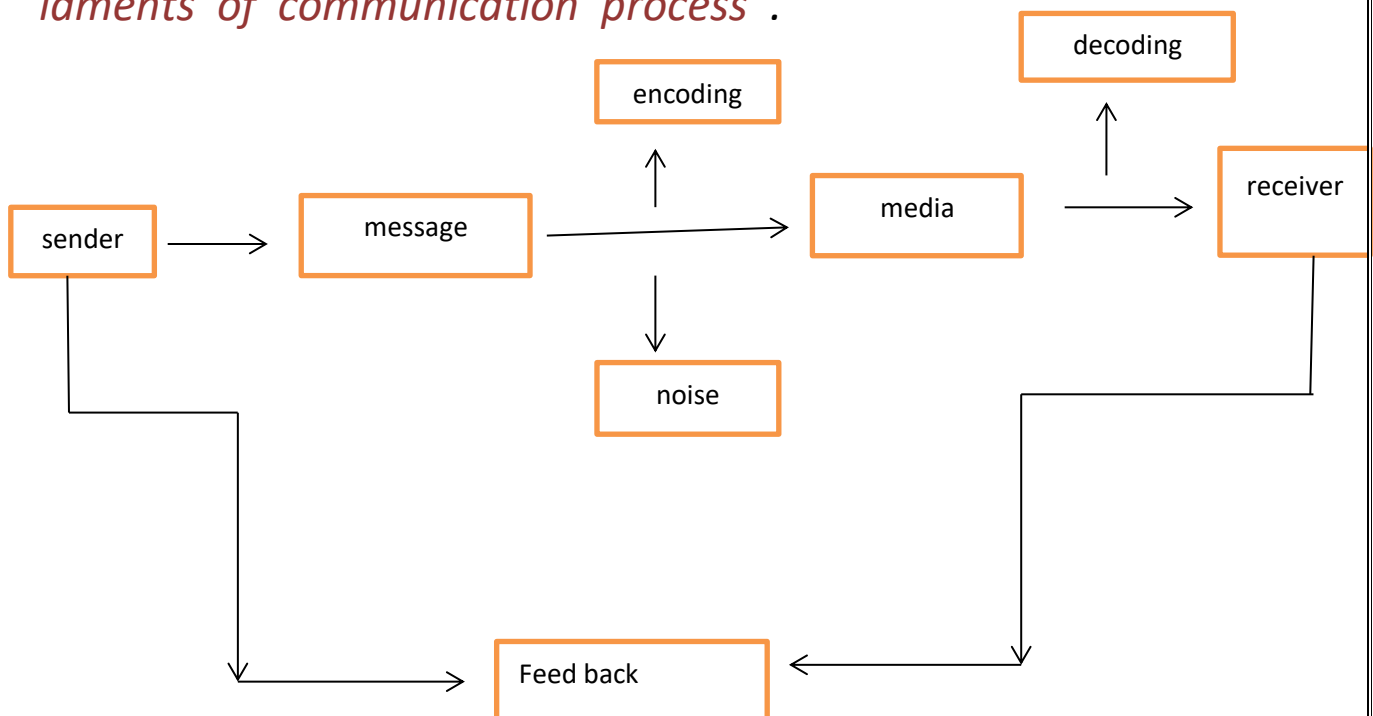 laments of communication process .
decoding
encoding
receiver
media
message
sender
noise
Feed back